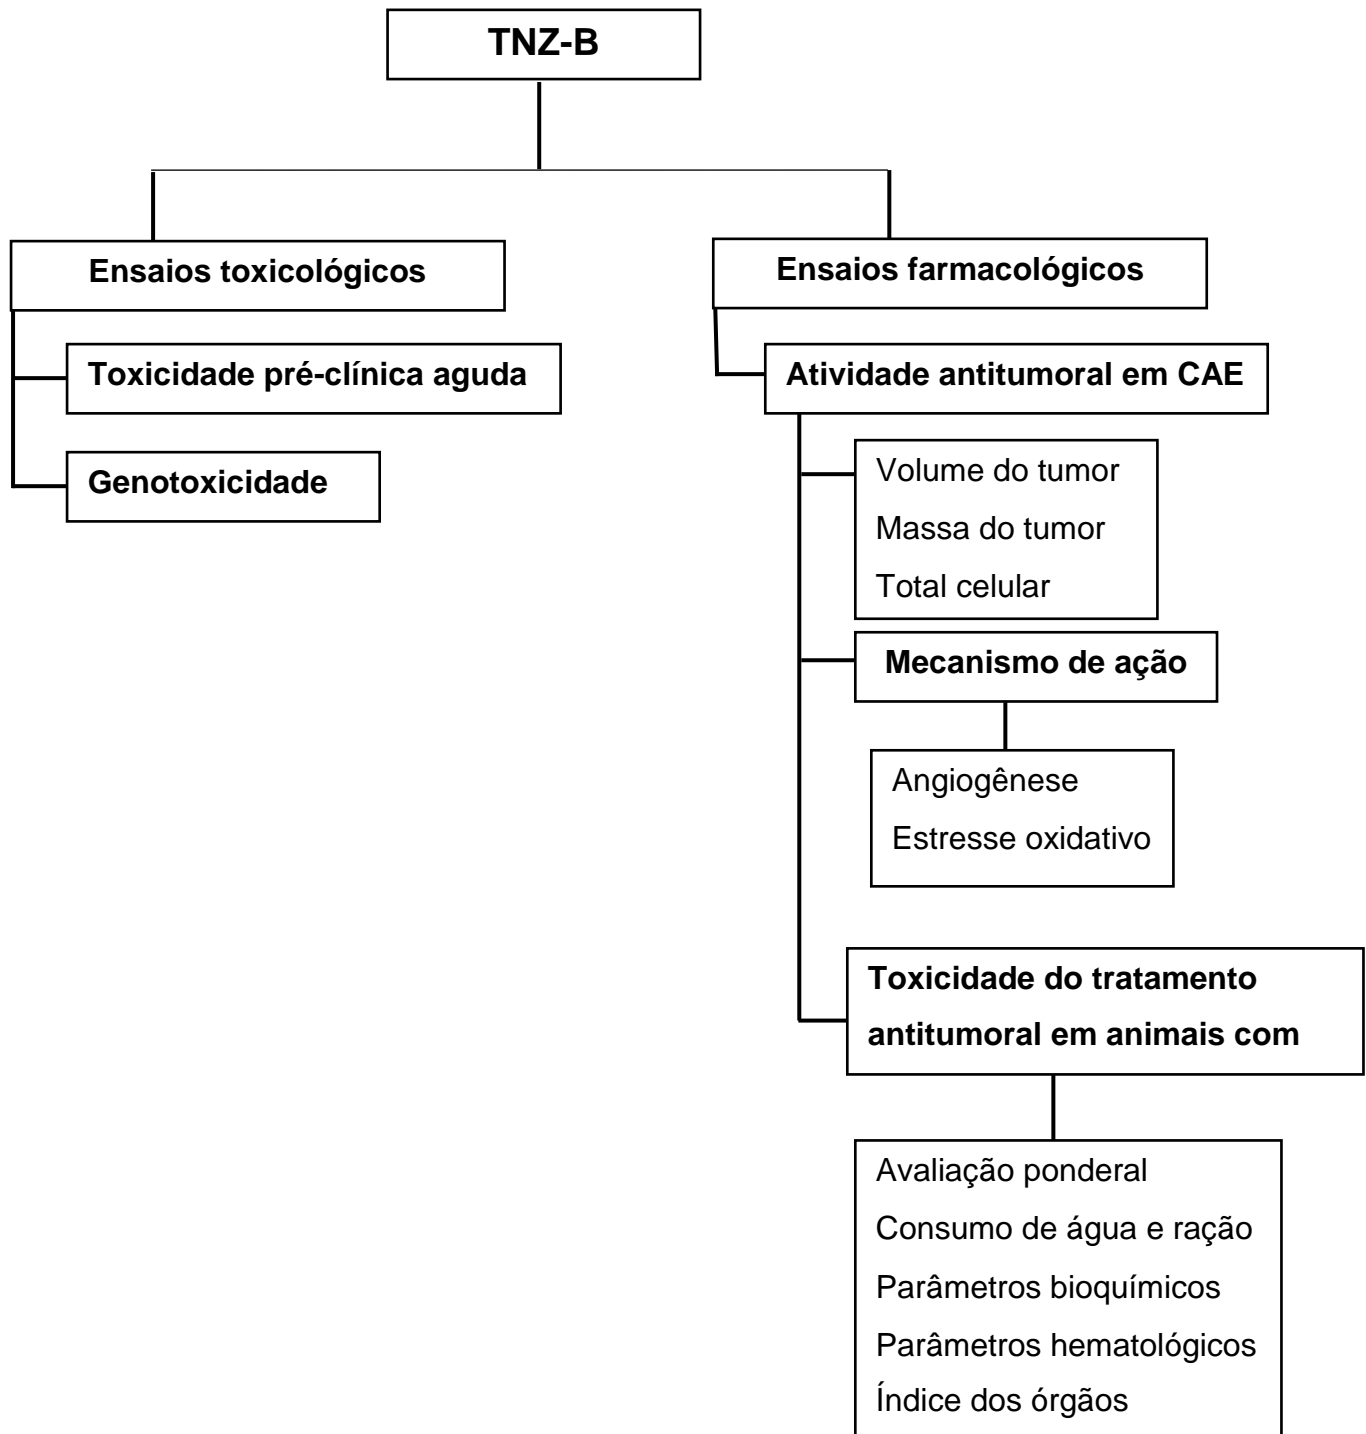 TNZ-B
Ensaios toxicológicos
Toxicidade pré-clínica aguda
Genotoxicidade
Ensaios farmacológicos
Atividade antitumoral em CAE
Volume do tumor
Massa do tumor
Total celular
Mecanismo de ação
Angiogênese
Estresse oxidativo
Toxicidade do tratamento
antitumoral em animais com
Avaliação ponderal
Consumo de água e ração
Parâmetros bioquímicos
Parâmetros hematológicos
Índice dos órgãos